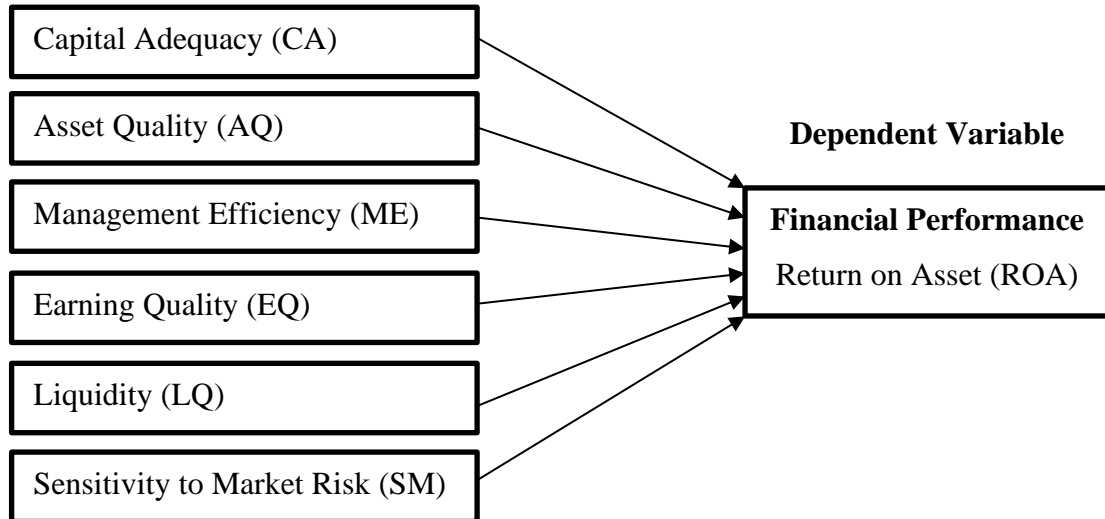 Capital Adequacy (CA)
Asset Quality (AQ)
Management Efficiency (ME)
Earning Quality (EQ)
Liquidity (LQ)
Sensitivity to Market Risk (SM)
Dependent Variable
Financial Performance
Return on Asset (ROA)